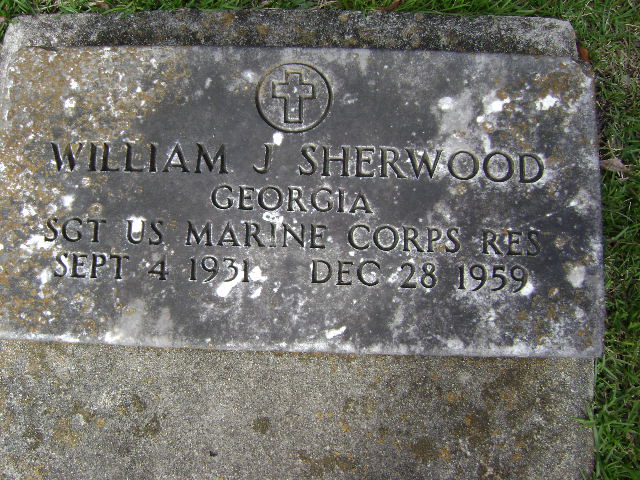 WILLIAM J SHERWOOD
GEORGIA
SGT US MARINE CORPS RES
SEPT 4 1931 DEC 28 1959